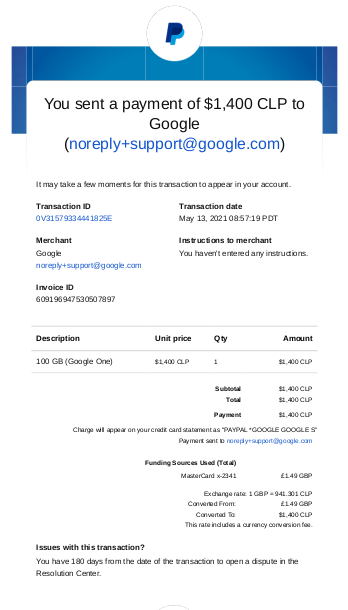 You sent a payment of $1,400 CLP to
Google
(noreply+support@google.com)
It may take a few moments for this transaction to appear in your account.
Transaction ID
0V31579334441825E
Transaction date
May 13, 2021 08:57:19 PDT
Merchant
Google
noreply+support@google.com
Instructions to merchant
You haven't entered any instructions.
Invoice ID
609196947530507897
Description Unit price Qty Amount
100 GB (Google One) $1,400 CLP 1 $1,400 CLP
Subtotal $1,400 CLP
Total $1,400 CLP
Payment $1,400 CLP
Charge will appear on your credit card statement as "PAYPAL *GOOGLE GOOGLE S"
Payment sent to noreply+support@google.com
Funding Sources Used (Total)
MasterCard x-2341 £1.49 GBP
Exchange rate: 1 GBP = 941.301 CLP
Converted From: £1.49 GBP
Converted To: $1,400 CLP
This rate includes a currency conversion fee.
Issues with this transaction?
You have 180 days from the date of the transaction to open a dispute in the
Resolution Center.